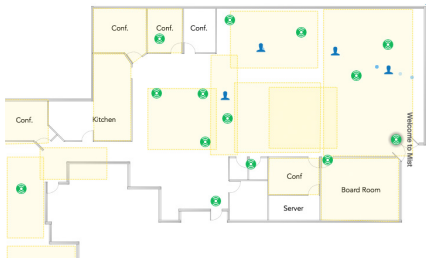 Conf.
Conf.
Conf.
Conf.
Kitchen
Welcome to Mist
Conf
Board Room
Server